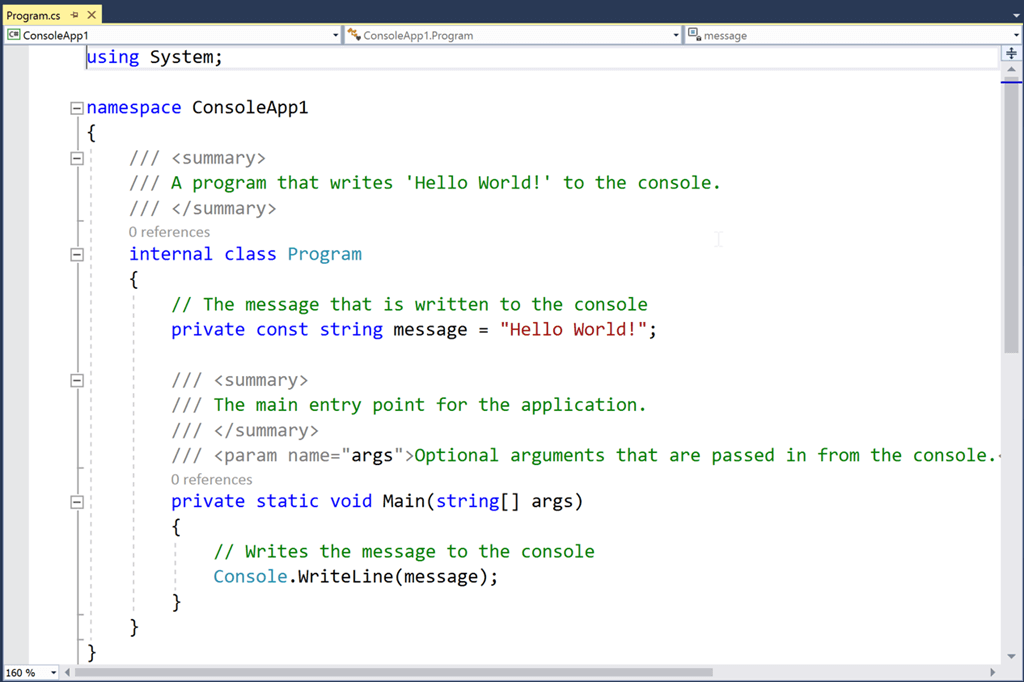 Program.cs
ConsoleApp1 ConsoleApp1.Program message
using System;
namespace ConsoleApp1
{
/// <summary>
/// A program that writes 'Hello World!' to the console.
/// </summary>
0 references
internal class Program
{
// The message that is written to the console
private const string message = "Hello World!";
/// <summary>
/// The main entry point for the application.
/// </summary>
/// <param name="args">Optional arguments that are passed in from the console.<
0 references
private static void Main(string[] args)
{
// Writes the message to the console
Console.WriteLine(message);
}
}
}
160 %